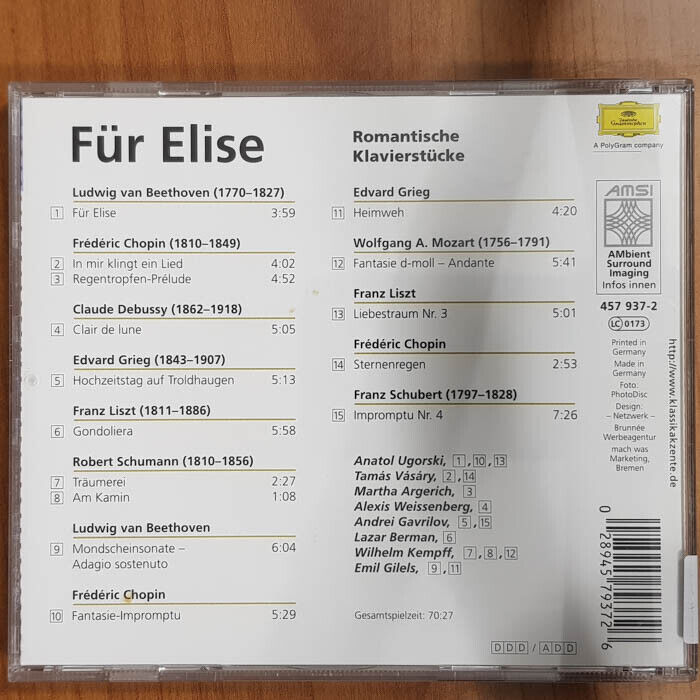 Für Elise
Romantische
Klavierstücke
Deutsche
Grammophon
A PolyGram company
Ludwig van Beethoven (1770–1827)
1 Für Elise 3:59
Frédéric Chopin (1810–1849)
2 In mir klingt ein Lied 4:02
3 Regentropfen-Prélude 4:52
Claude Debussy (1862–1918)
4 Clair de lune 5:05
Edvard Grieg (1843–1907)
5 Hochzeitstag auf Troldhaugen 5:13
Franz Liszt (1811–1886)
6 Gondoliera 5:58
Robert Schumann (1810–1856)
7 Träumerei 2:27
8 Am Kamin 1:08
Ludwig van Beethoven
9 Mondscheinsonate – 6:04
Adagio sostenuto
Frédéric Chopin
10 Fantasie-Impromptu 5:29
Edvard Grieg
11 Heimweh 4:20
Wolfgang A. Mozart (1756–1791)
12 Fantasie d-moll – Andante 5:41
Franz Liszt
13 Liebestraum Nr. 3 5:01
Frédéric Chopin
14 Sternenregen 2:53
Franz Schubert (1797–1828)
15 Impromptu Nr. 4 7:26
Anatol Ugorski, 1, 10, 13
Tamás Vásáry, 2, 14
Martha Argerich, 3
Alexis Weissenberg, 4
Andrei Gavrilov, 5, 15
Lazar Berman, 6
Wilhelm Kempff, 7, 8, 12
Emil Gilels, 9, 11
Gesamtspielzeit: 70:27
DDD / ADD
AMSI
AMbient
Surround
Imaging
Infos innen
457 937-2
LC 0173
Printed in
Germany
Made in
Germany
Foto:
PhotoDisc
Design:
– Netzwerk –
Brunnée
Werbeagentur
mach was
Marketing,
Bremen
http://www.klassikakzente.de
0 28945 79372 6